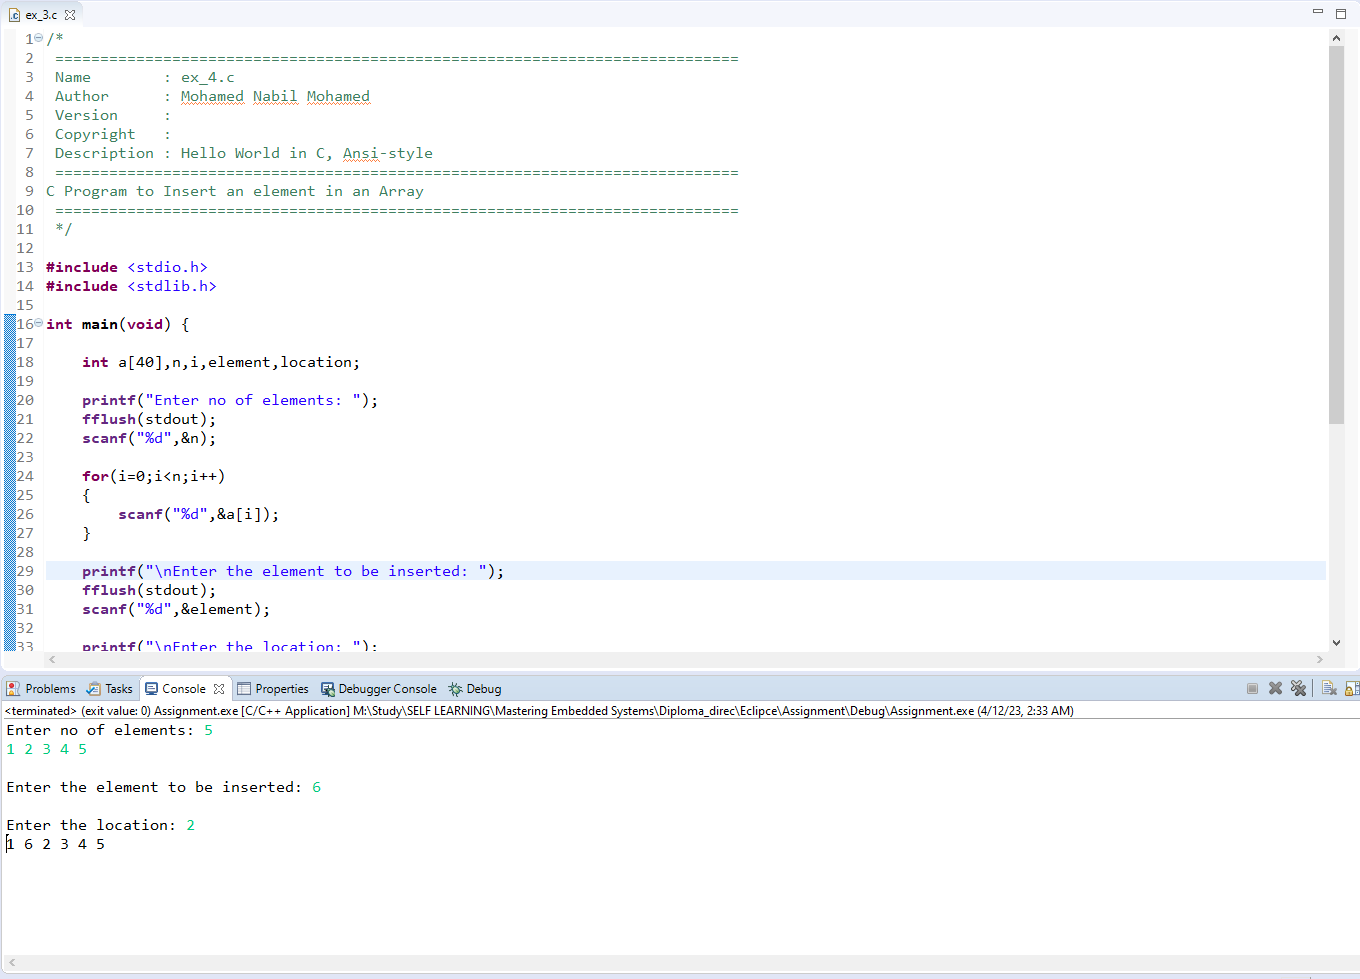 ex_3.c
1 /*
2 ============================================================================
3 Name        : ex_4.c
4 Author      : Mohamed Nabil Mohamed
5 Version     :
6 Copyright   :
7 Description : Hello World in C, Ansi-style
8 ============================================================================
9 C Program to Insert an element in an Array
10 ============================================================================
11 */
12
13 #include <stdio.h>
14 #include <stdlib.h>
15
16 int main(void) {
17
18     int a[40],n,i,element,location;
19
20     printf("Enter no of elements: ");
21     fflush(stdout);
22     scanf("%d",&n);
23
24     for(i=0;i<n;i++)
25     {
26         scanf("%d",&a[i]);
27     }
28
29     printf("\nEnter the element to be inserted: ");
30     fflush(stdout);
31     scanf("%d",&element);
32
33     printf("\nEnter the location: ");
Problems Tasks Console Properties Debugger Console Debug
<terminated> (exit value: 0) Assignment.exe [C/C++ Application] M:\Study\SELF LEARNING\Mastering Embedded Systems\Diploma_direc\Eclipce\Assignment\Debug\Assignment.exe (4/12/23, 2:33 AM)
Enter no of elements: 5
1 2 3 4 5
Enter the element to be inserted: 6
Enter the location: 2
1 6 2 3 4 5